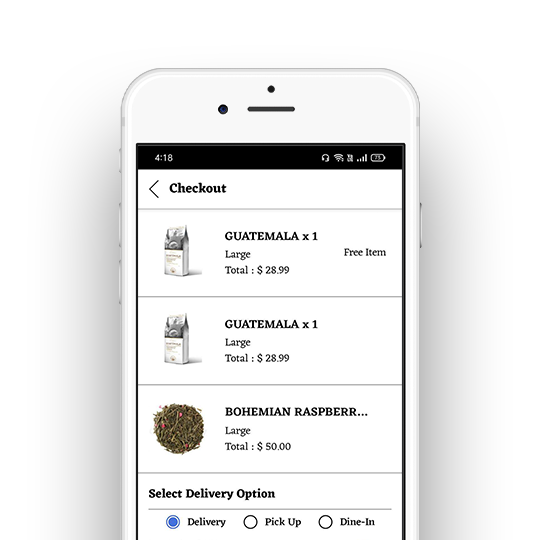 4:18
75
Checkout
GUATEMALA x 1
Large
Free Item
Total : $ 28.99
GUATEMALA x 1
Large
Total : $ 28.99
BOHEMIAN RASPBERR...
Large
Total : $ 50.00
Select Delivery Option
Delivery
Pick Up
Dine-In